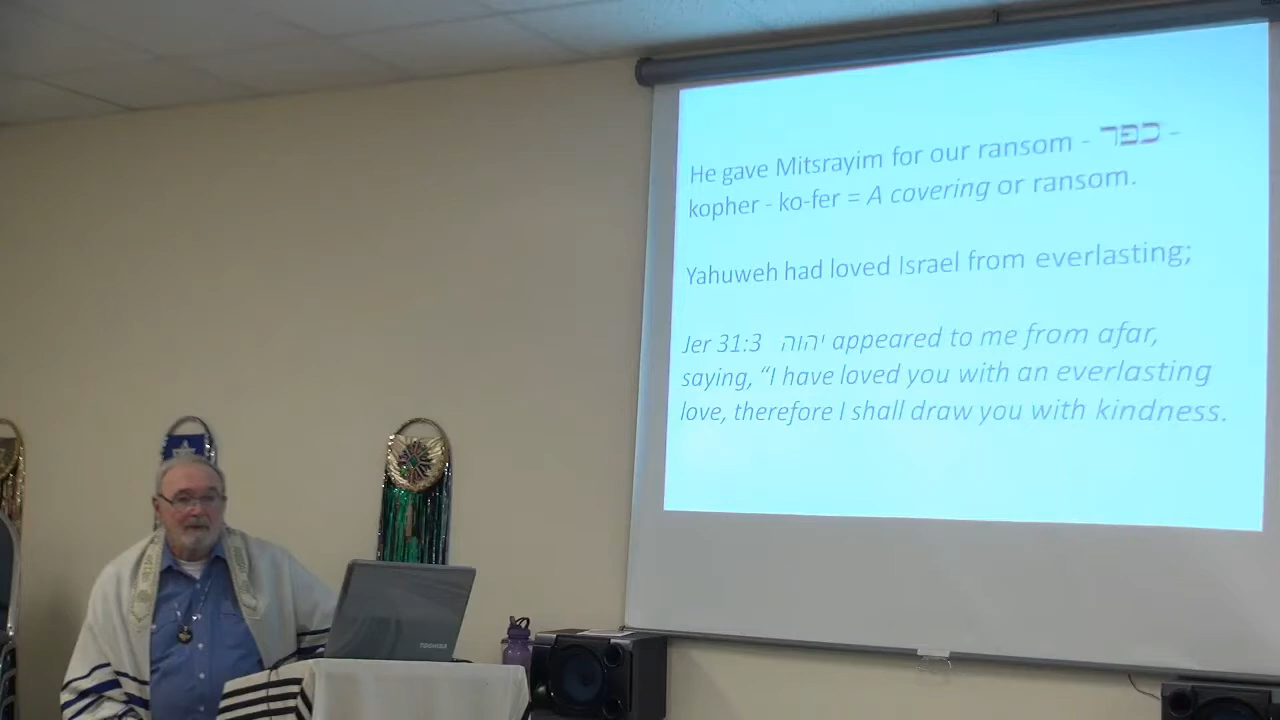 He gave Mitsrayim for our ransom - כפר -
kopher - ko-fer = A covering or ransom.
Yahuweh had loved Israel from everlasting;
Jer 31:3 יהוה appeared to me from afar,
saying, “I have loved you with an everlasting
love, therefore I shall draw you with kindness.
TOSHIBA